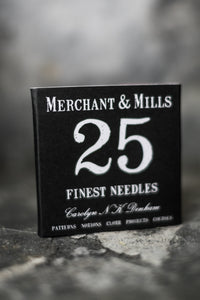 MERCHANT & MILLS
25
FINEST NEEDLES
Carolyn N.K. Denham
PATTERNS NOTIONS CLOTH PROJECTS COURSES